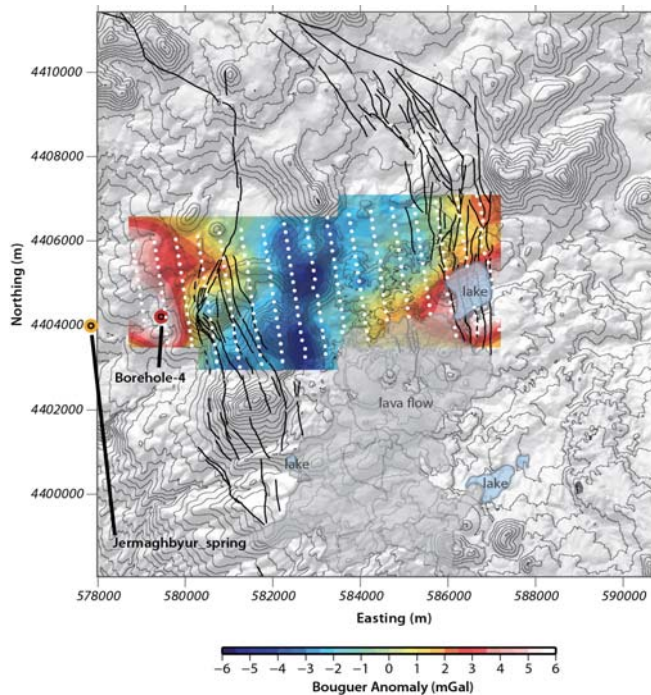 4410000
4408000
4406000
4404000
4402000
4400000
Northing (m)
lake
Borehole-4
lava flow
lake
lake
Jermaghbyur_spring
578000 580000 582000 584000 586000 588000 590000
Easting (m)
−6 −5 −4 −3 −2 −1 0 1 2 3 4 5 6
Bouguer Anomaly (mGal)